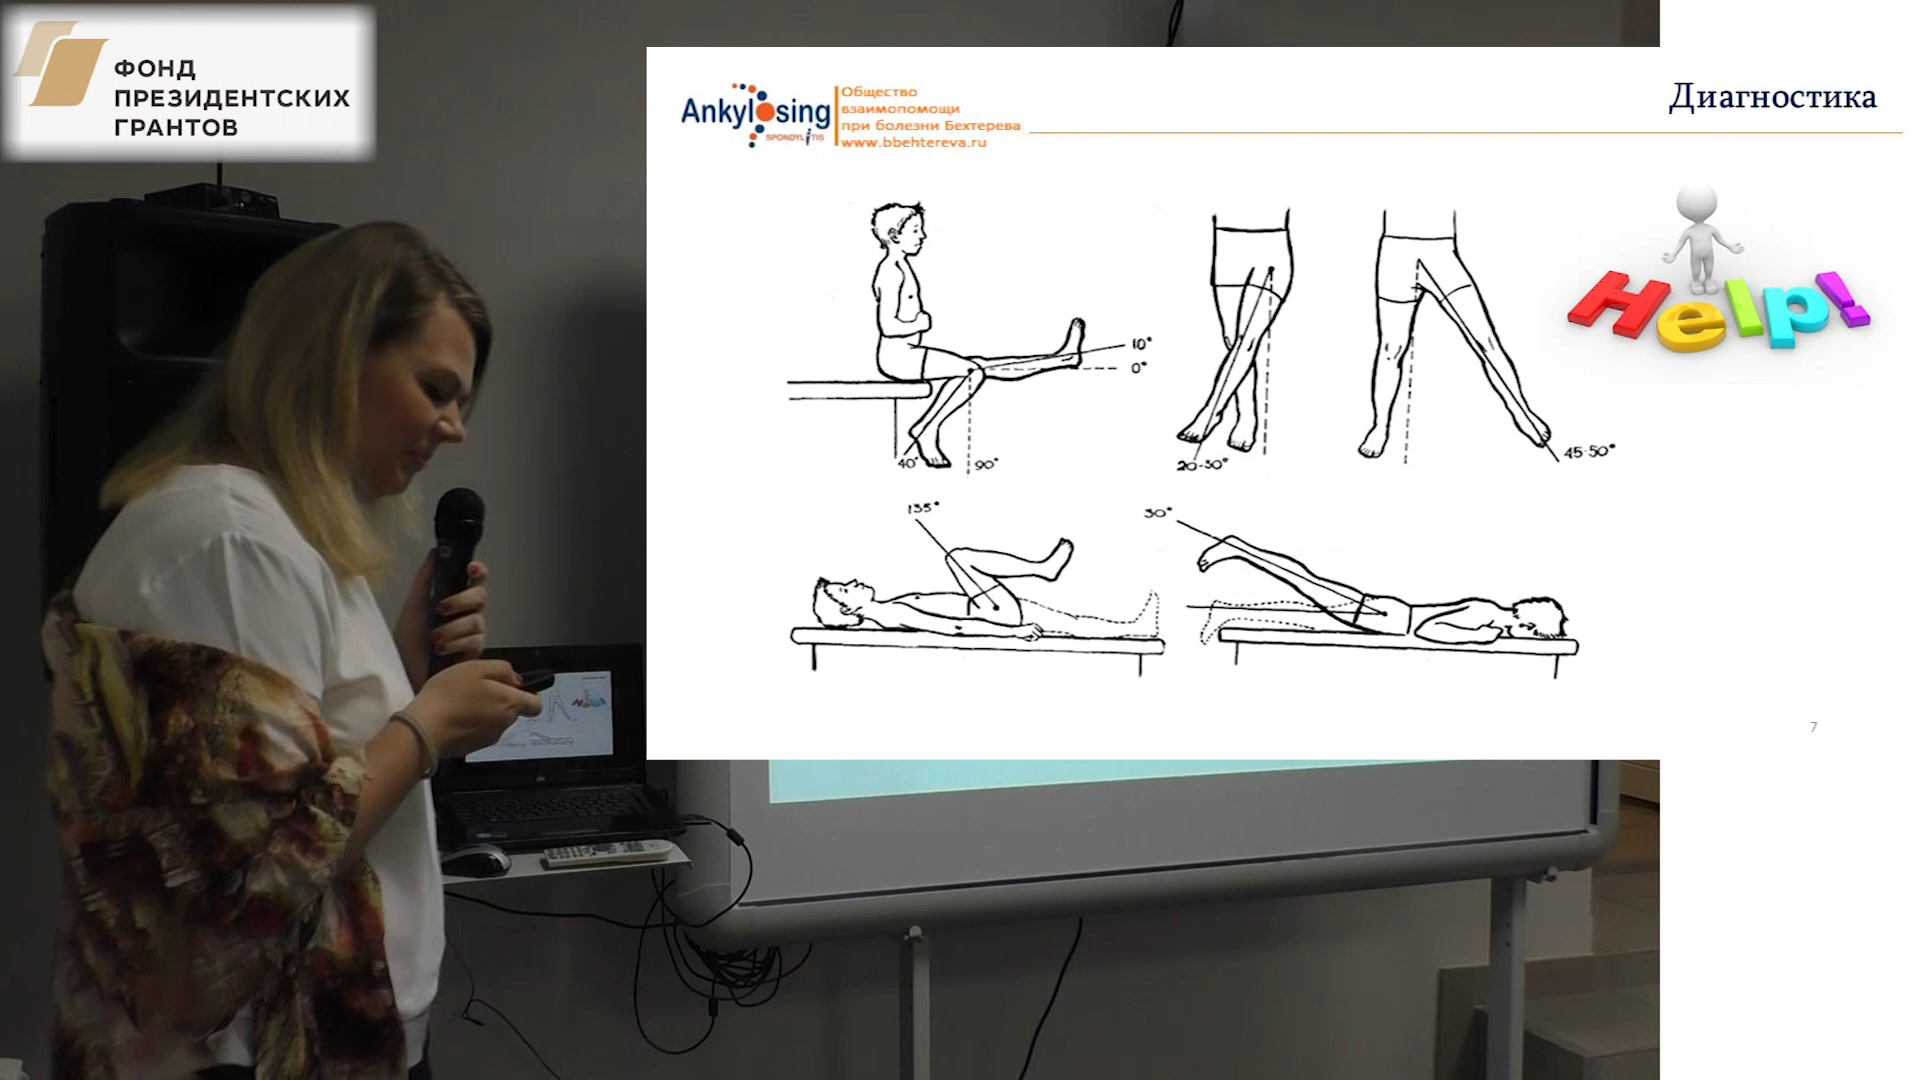 ФОНД
ПРЕЗИДЕНТСКИХ
ГРАНТОВ
Ankylosing
SPONDYLITIS
Общество
взаимопомощи
при болезни Бехтерева
www.bbehtereva.ru
Диагностика
Help!
10°
0°
40°
90°
20-30°
45-50°
135°
30°
7